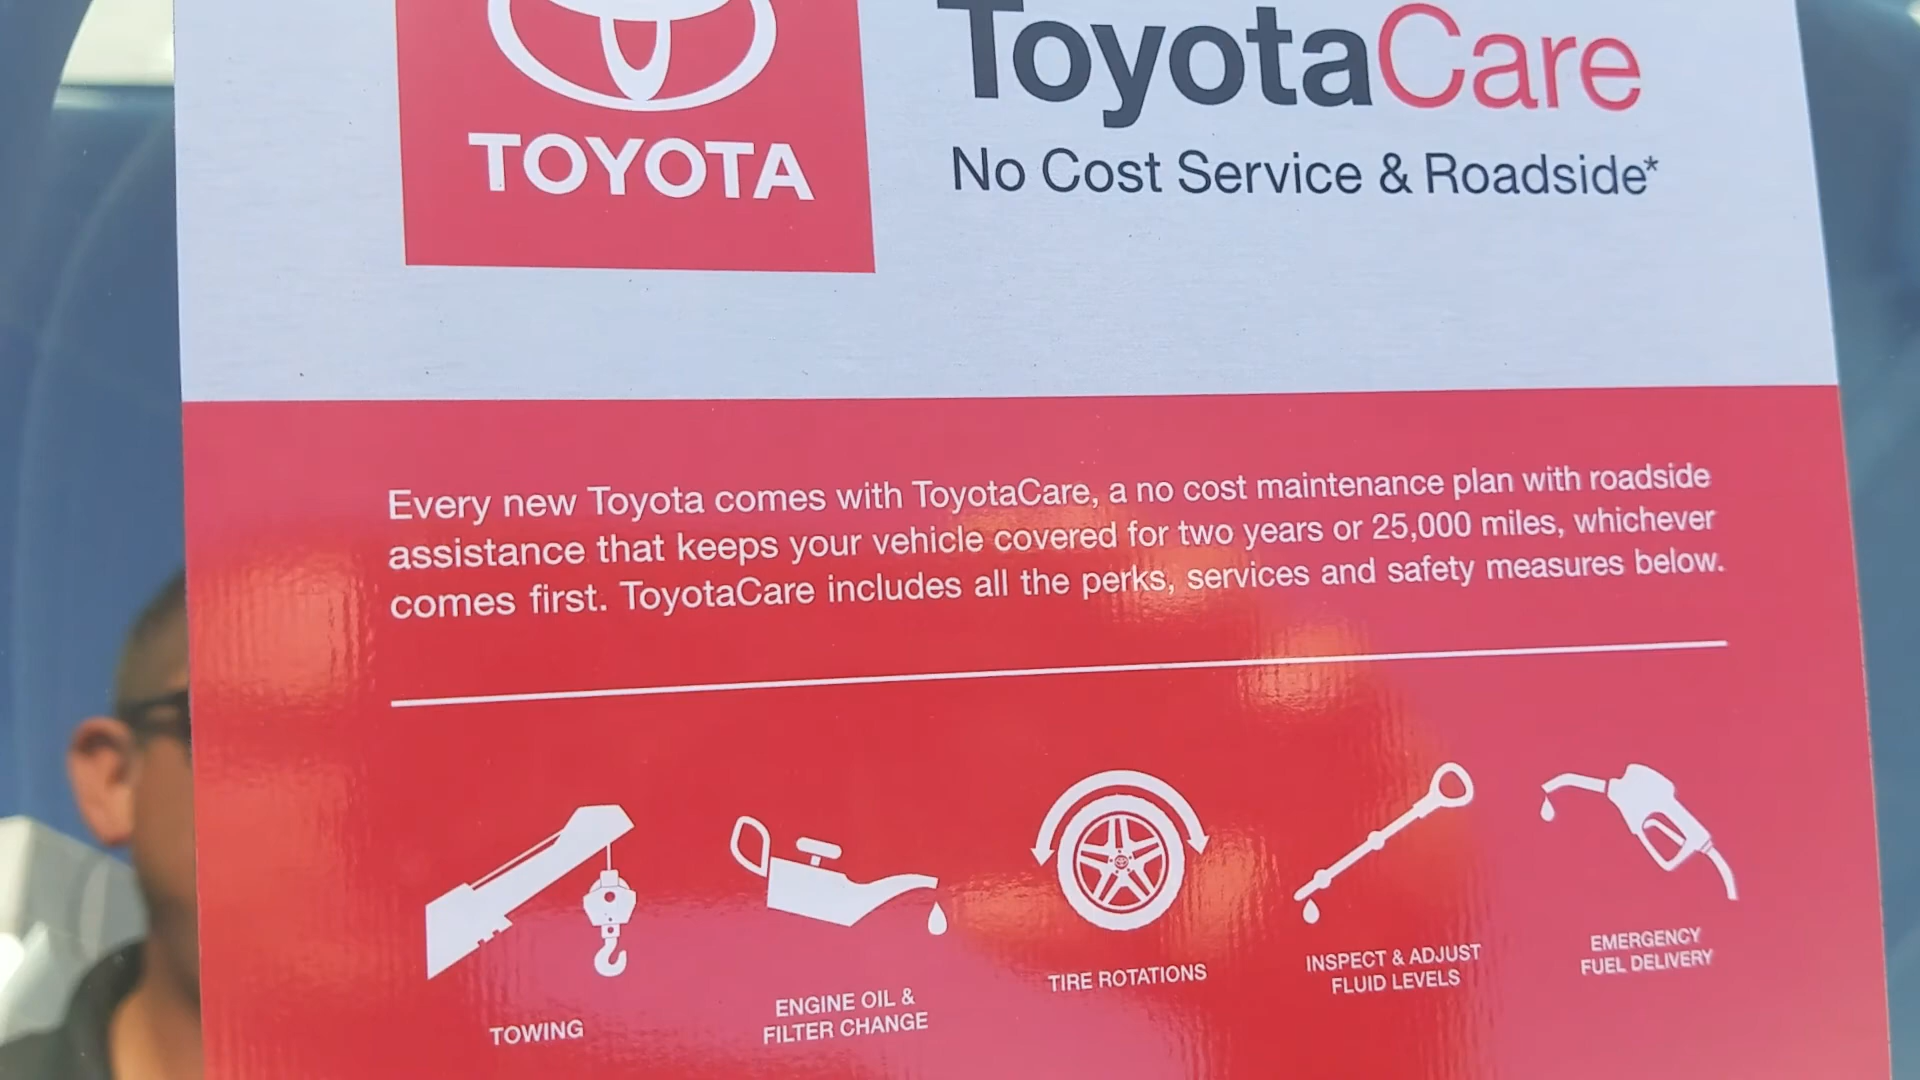 TOYOTA
ToyotaCare
No Cost Service & Roadside*
Every new Toyota comes with ToyotaCare, a no cost maintenance plan with roadside
assistance that keeps your vehicle covered for two years or 25,000 miles, whichever
comes first. ToyotaCare includes all the perks, services and safety measures below.
TOWING
ENGINE OIL &
FILTER CHANGE
TIRE ROTATIONS
INSPECT & ADJUST
FLUID LEVELS
EMERGENCY
FUEL DELIVERY